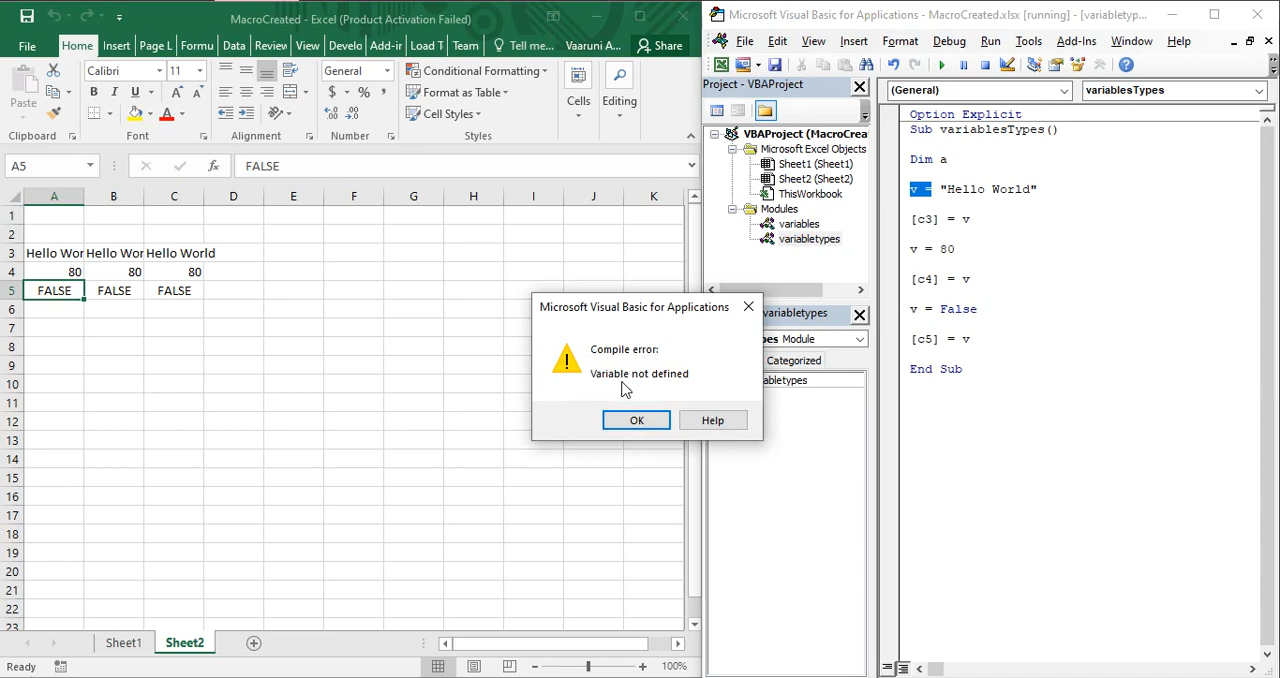 MacroCreated - Excel (Product Activation Failed)
File Home Insert Page L Formu Data Review View Develo Add-ir Load T Team Tell me... Vaaruni A... Share
Paste
Calibri 11
B I U
A A
General
$ % ,
Conditional Formatting
Format as Table
Cell Styles
Cells
Editing
Clipboard Font Alignment Number Styles
A5 fx FALSE
A B C D E F G H I J K
1
2
3 Hello Wor Hello Wor Hello World
4 80 80 80
5 FALSE FALSE FALSE
6
7
8
9
10
11
12
13
14
15
16
17
18
19
20
21
22
23
Sheet1 Sheet2
Ready 100%
Microsoft Visual Basic for Applications - MacroCreated.xlsx [running] - [variabletyp...
File Edit View Insert Format Debug Run Tools Add-Ins Window Help
Project - VBAProject
VBAProject (MacroCrea
Microsoft Excel Objects
Sheet1 (Sheet1)
Sheet2 (Sheet2)
ThisWorkbook
Modules
variables
variabletypes
variabletypes
pes Module
Categorized
abletypes
(General) variablesTypes
Option Explicit
Sub variablesTypes()
Dim a
v = "Hello World"
[c3] = v
v = 80
[c4] = v
v = False
[c5] = v
End Sub
Microsoft Visual Basic for Applications
Compile error:
Variable not defined
OK Help